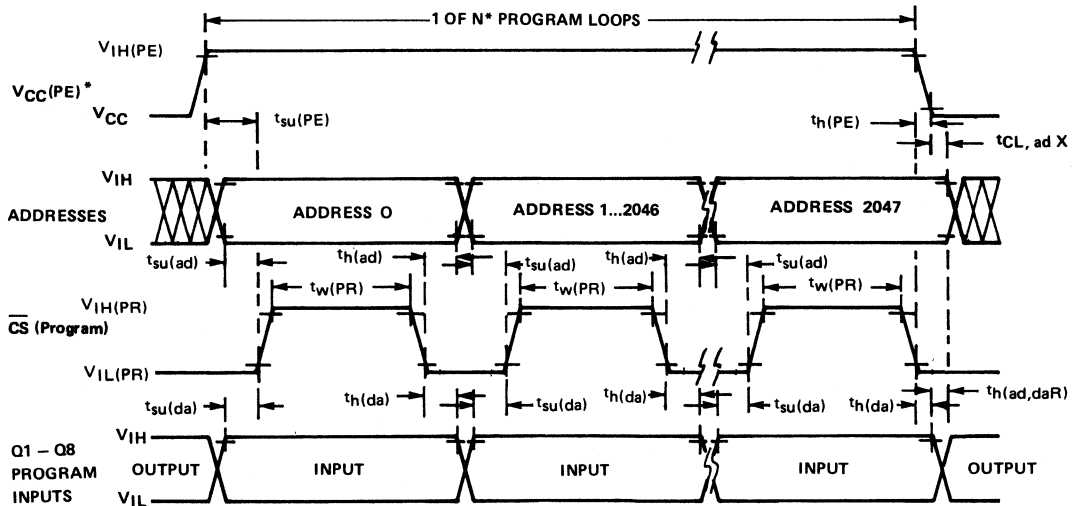 1 OF N* PROGRAM LOOPS
VIH(PE)
VCC(PE)*
VCC
tsu(PE)
th(PE)
tCL, ad X
VIH
ADDRESSES
ADDRESS 0
ADDRESS 1...2046
ADDRESS 2047
VIL
tsu(ad)
th(ad)
tsu(ad)
th(ad)
tsu(ad)
tw(PR)
tw(PR)
tw(PR)
VIH(PR)
CS (Program)
VIL(PR)
tsu(da)
th(da)
tsu(da)
th(da)
tsu(da)
th(da)
th(ad,daR)
VIH
Q1 – Q8
PROGRAM
INPUTS
OUTPUT
INPUT
INPUT
INPUT
OUTPUT
VIL